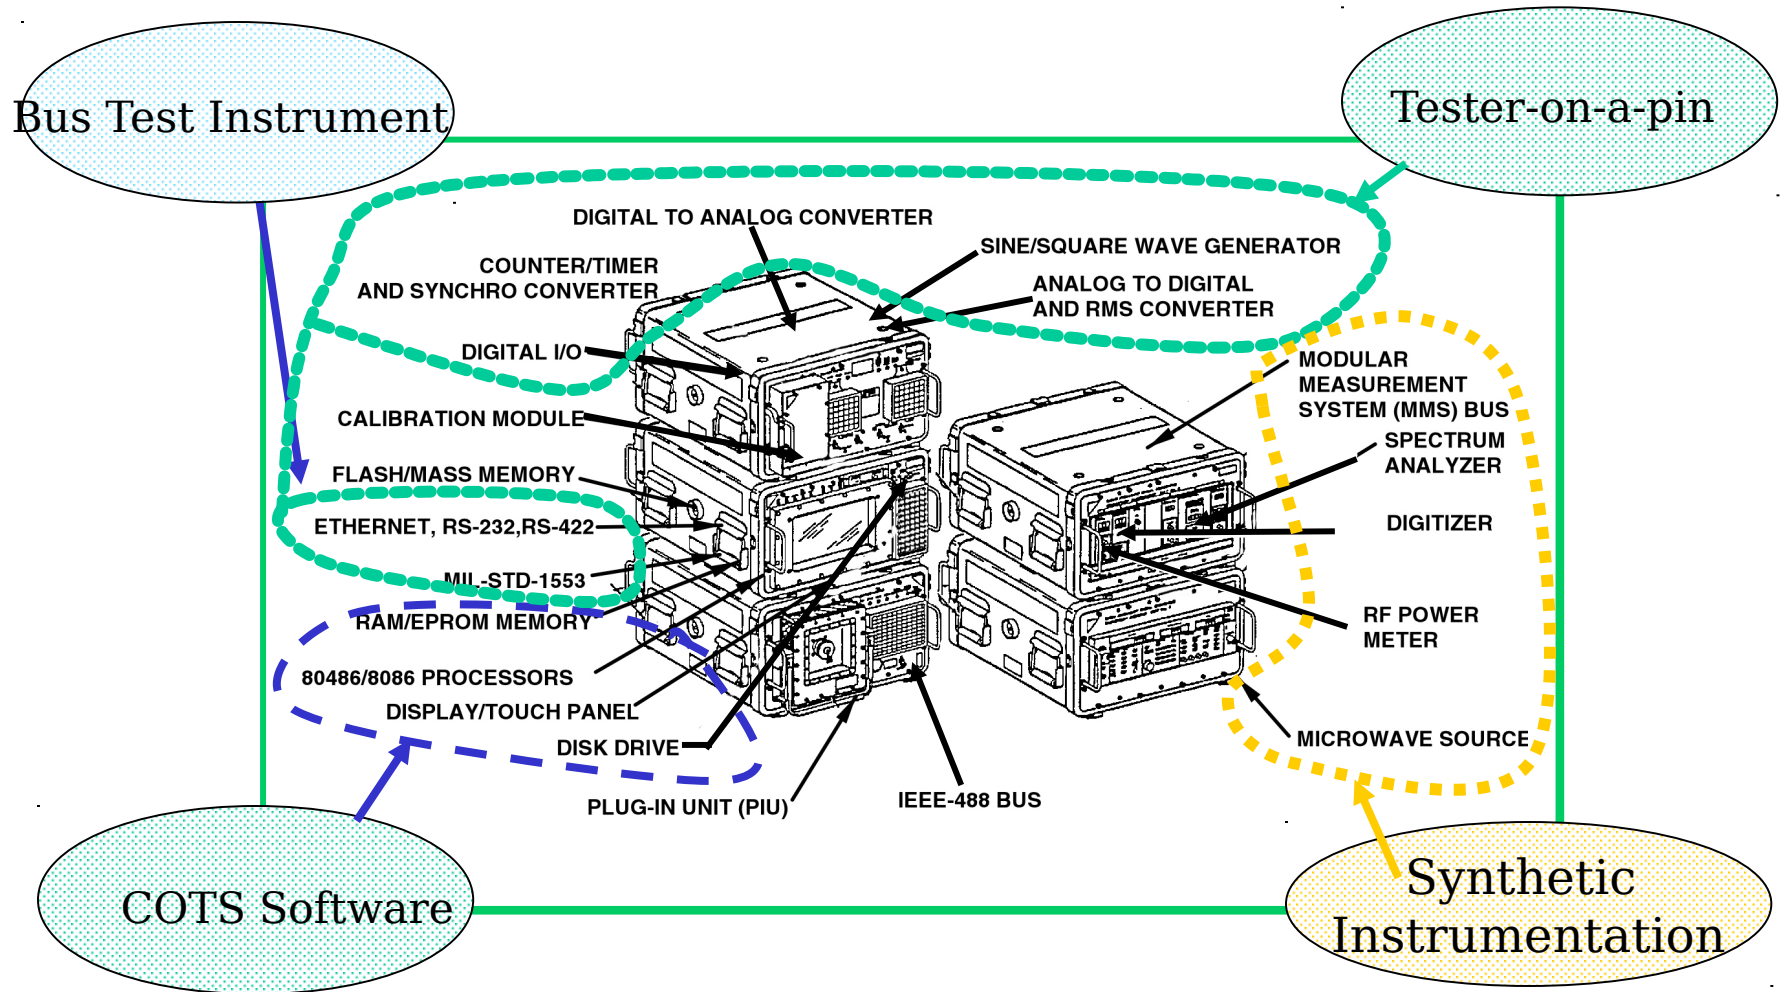 Bus Test Instrument
Tester-on-a-pin
DIGITAL TO ANALOG CONVERTER
SINE/SQUARE WAVE GENERATOR
COUNTER/TIMER
AND SYNCHRO CONVERTER
ANALOG TO DIGITAL
AND RMS CONVERTER
DIGITAL I/O
MODULAR
MEASUREMENT
SYSTEM (MMS) BUS
CALIBRATION MODULE
SPECTRUM
ANALYZER
FLASH/MASS MEMORY
ETHERNET, RS-232,RS-422
DIGITIZER
MIL-STD-1553
RAM/EPROM MEMORY
RF POWER
METER
80486/8086 PROCESSORS
DISPLAY/TOUCH PANEL
DISK DRIVE
MICROWAVE SOURCE
PLUG-IN UNIT (PIU)
IEEE-488 BUS
COTS Software
Synthetic
Instrumentation